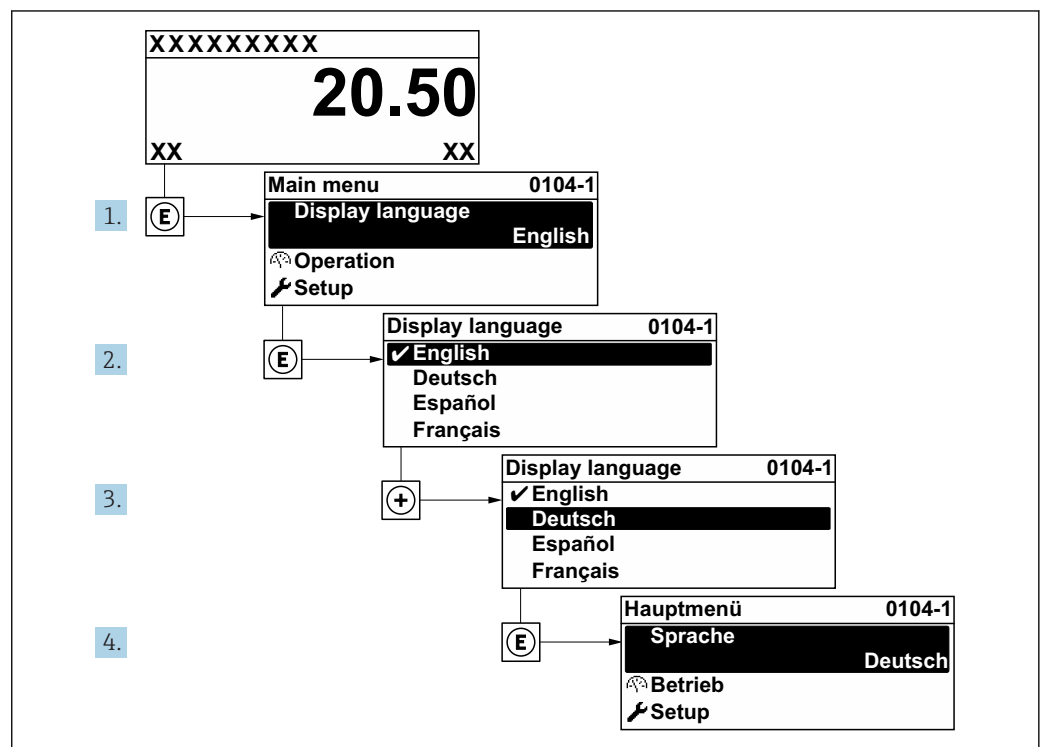 XXXXXXXXX
20.50
XX XX
1. E
Main menu 0104-1
Display language
English
Operation
Setup
2. E
Display language 0104-1
✔English
Deutsch
Español
Français
3. +
Display language 0104-1
✔English
Deutsch
Español
Français
4. E
Hauptmenü 0104-1
Sprache
Deutsch
Betrieb
Setup